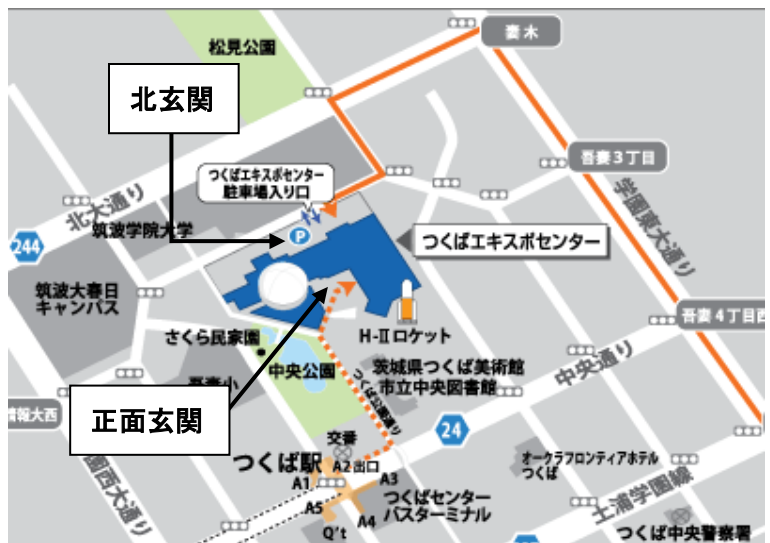 妻木
松見公園
北玄関
吾妻3丁目
つくばエキスポセンター
駐車場入り口
北大通り
学園東大通り
筑波学院大学
P
244
つくばエキスポセンター
筑波大春日
キャンパス
吾妻4丁目西
さくら民家園
H-Ⅱロケット
中央通り
中央公園
茨城県つくば美術館
市立中央図書館
つくば公園通り
吾妻小
正面玄関
情報大西
24
交番
オークラフロンティアホテル
つくば
つくば駅
A2出口
A1
A3
土浦学園線
園西大通り
つくばセンター
バスターミナル
A5
A4
Q't
つくば中央警察署